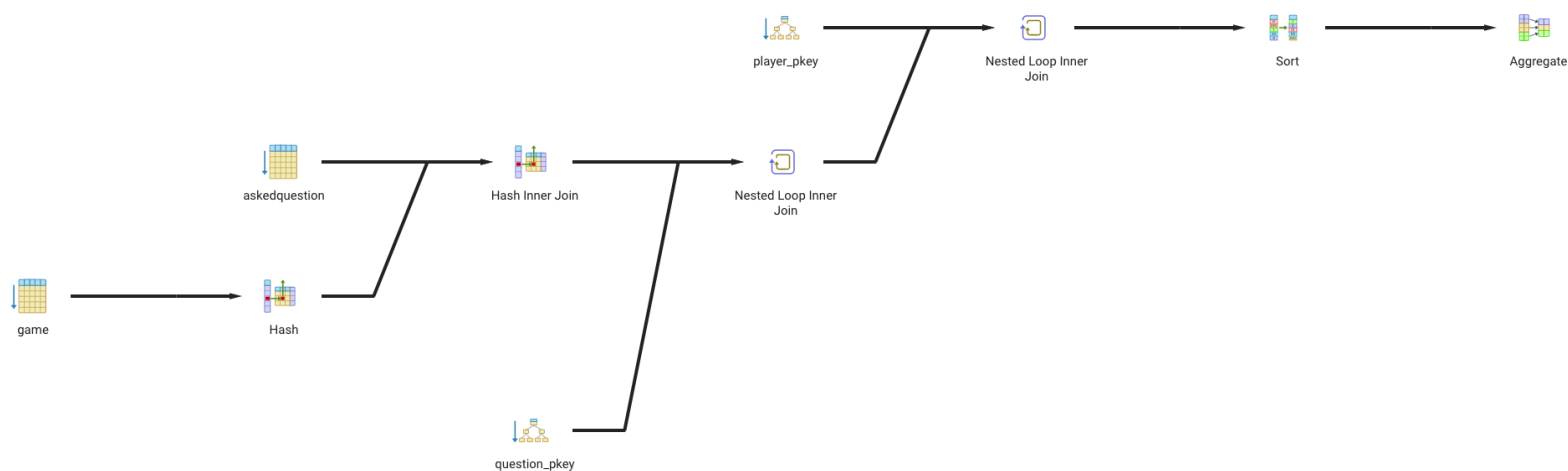 player_pkey
Nested Loop Inner
Join
Sort
Aggregate
askedquestion
Hash Inner Join
Nested Loop Inner
Join
game
Hash
question_pkey